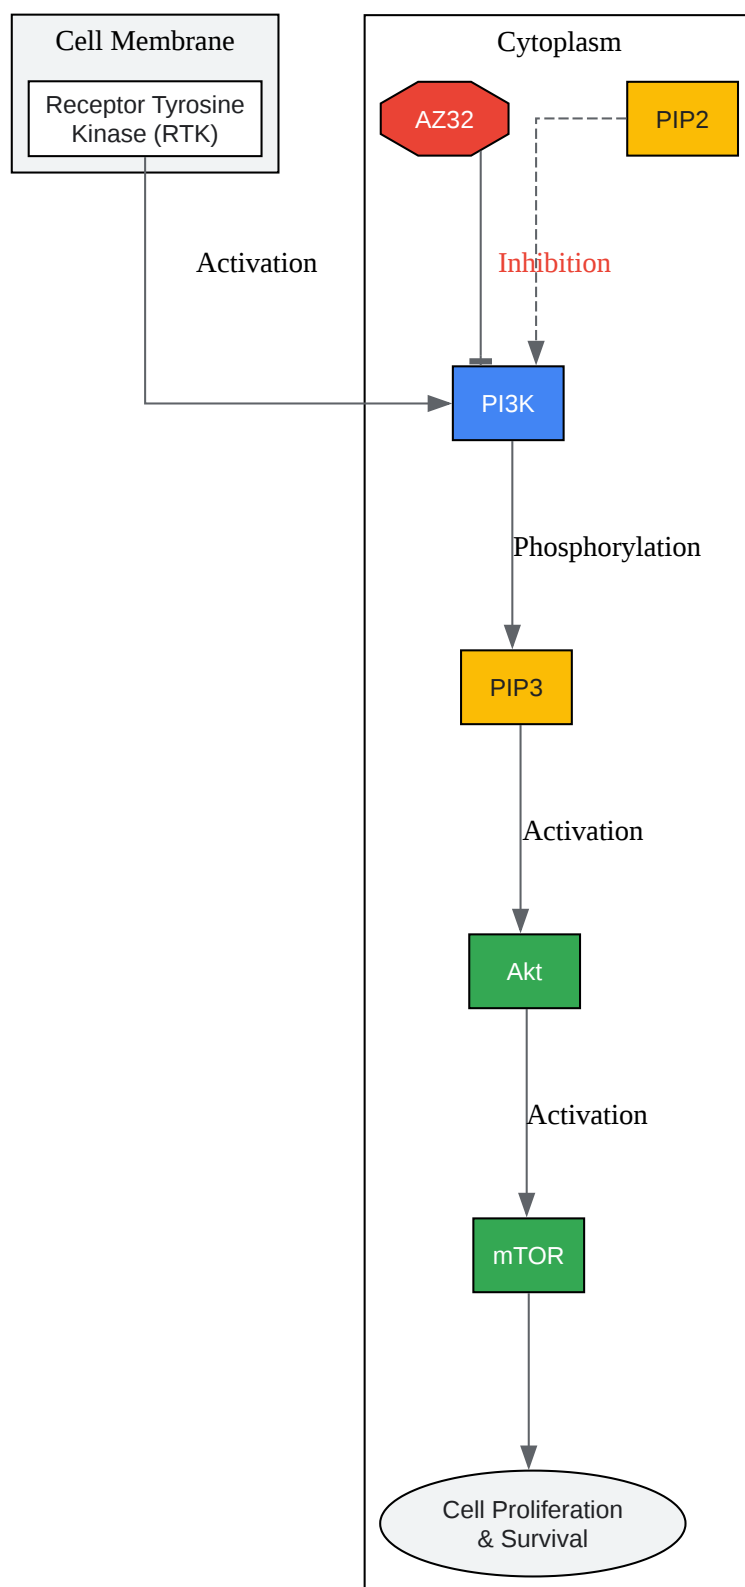 Cell Membrane
Receptor Tyrosine
Kinase (RTK)
Cytoplasm
AZ32
PIP2
Activation
Inhibition
PI3K
Phosphorylation
PIP3
Activation
Akt
Activation
mTOR
Cell Proliferation
& Survival